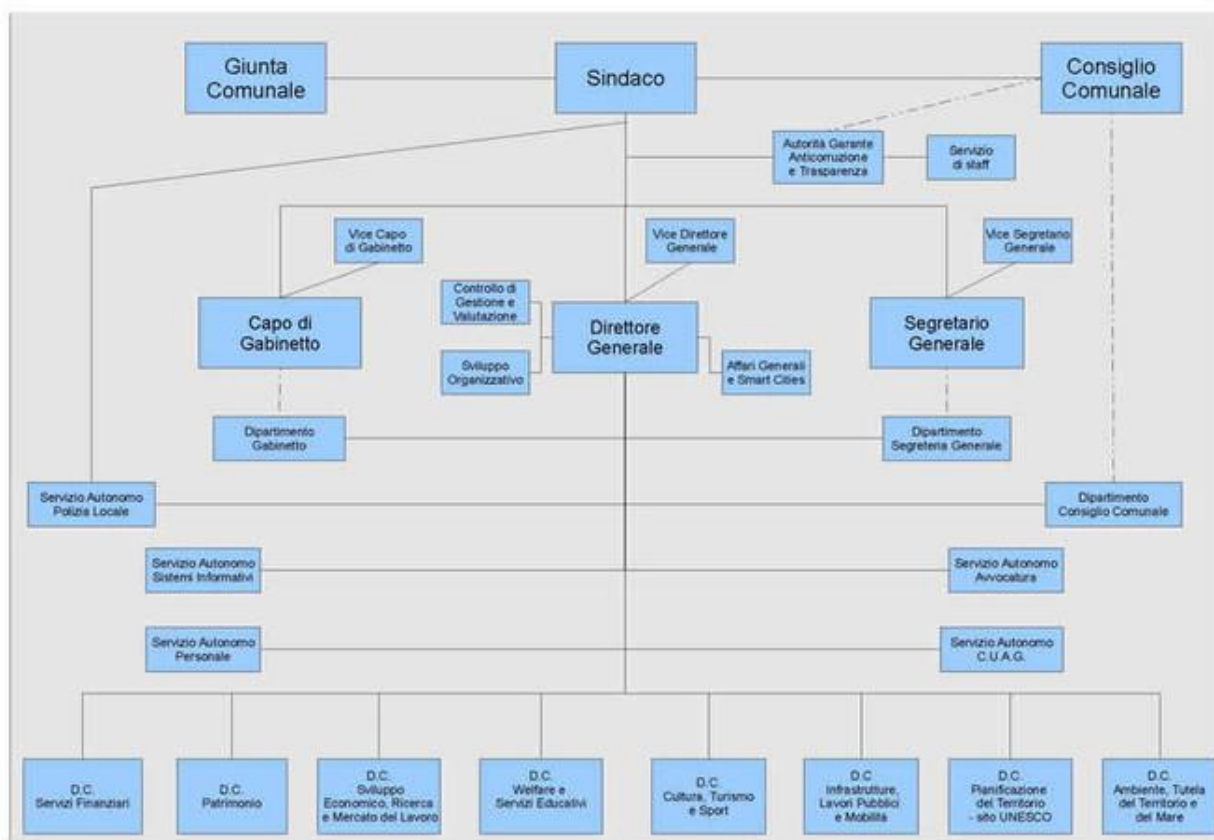 Giunta
Comunale
Sindaco
Consiglio
Comunale
Autorità Garante
Anticorruzione
e Trasparenza
Servizio
di staff
Vice Capo
di Gabinetto
Vice Direttore
Generale
Vice Segretario
Generale
Controllo di
Gestione e
Valutazione
Capo di
Gabinetto
Direttore
Generale
Segretario
Generale
Sviluppo
Organizzativo
Affari Generali
e Smart Cities
Dipartimento
Gabinetto
Dipartimento
Segreteria Generale
Servizio Autonomo
Polizia Locale
Dipartimento
Consiglio Comunale
Servizio Autonomo
Sistemi Informativi
Servizio Autonomo
Avvocatura
Servizio Autonomo
Personale
Servizio Autonomo
C.U.A.G.
D.C.
Servizi Finanziari
D.C.
Patrimonio
D.C.
Sviluppo
Economico, Ricerca
e Mercato del Lavoro
D.C.
Welfare e
Servizi Educativi
D.C.
Cultura, Turismo
e Sport
D.C
Infrastrutture,
Lavori Pubblici
e Mobilità
D.C.
Pianificazione
del Territorio
- sito UNESCO
D.C.
Ambiente, Tutela
del Territorio e
del Mare